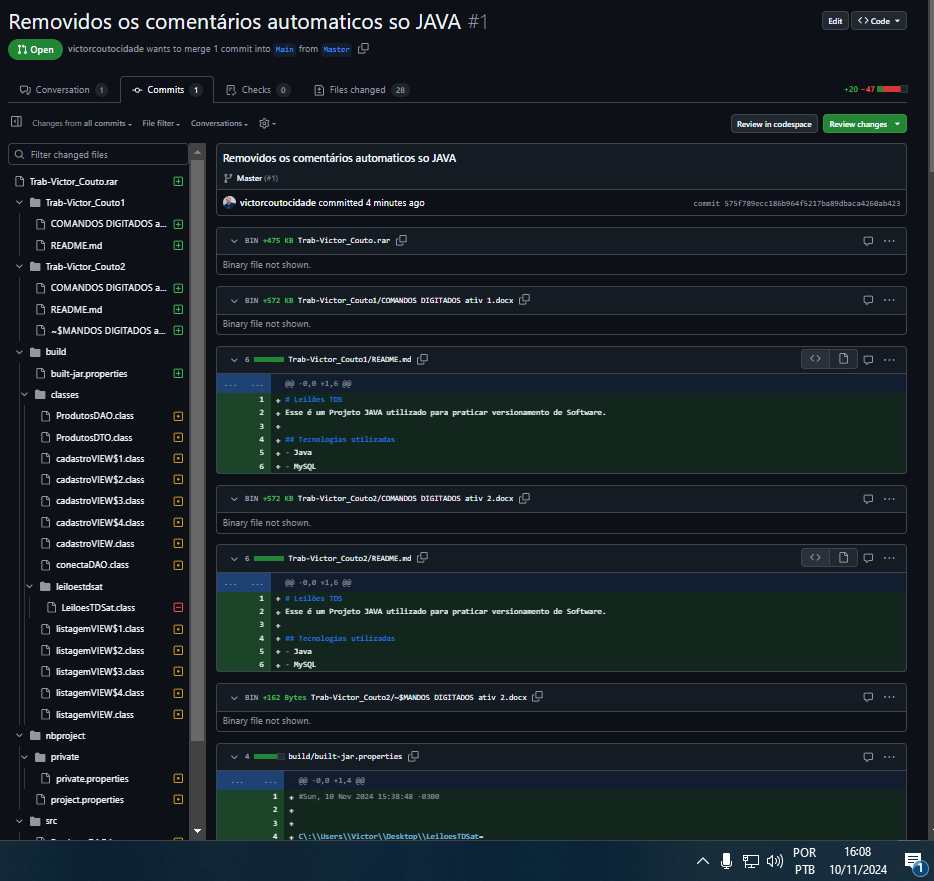 Removidos os comentários automaticos so JAVA #1
Edit
<> Code
Open
victorcoutocidade wants to merge 1 commit into Main from Master
Conversation 1
Commits 1
Checks 0
Files changed 28
+20 −47
Changes from all commits
File filter
Conversations
Review in codespace
Review changes
Filter changed files
Trab-Victor_Couto.rar
Trab-Victor_Couto1
COMANDOS DIGITADOS a...
README.md
Trab-Victor_Couto2
COMANDOS DIGITADOS a...
README.md
~$MANDOS DIGITADOS a...
build
built-jar.properties
classes
ProdutosDAO.class
ProdutosDTO.class
cadastroVIEW$1.class
cadastroVIEW$2.class
cadastroVIEW$3.class
cadastroVIEW$4.class
cadastroVIEW.class
conectaDAO.class
leiloestdsat
LeiloesTDSat.class
listagemVIEW$1.class
listagemVIEW$2.class
listagemVIEW$3.class
listagemVIEW$4.class
listagemVIEW.class
nbproject
private
private.properties
project.properties
src
Removidos os comentários automaticos so JAVA
Master (#1)
victorcoutocidade committed 4 minutes ago
commit 575f789ecc186b964f5217ba89dbaca4260ab423
BIN +475 KB Trab-Victor_Couto.rar
Binary file not shown.
BIN +572 KB Trab-Victor_Couto1/COMANDOS DIGITADOS ativ 1.docx
Binary file not shown.
6 Trab-Victor_Couto1/README.md
... ... @@ -0,0 +1,6 @@
1 + # Leilões TDS
2 + Esse é um Projeto JAVA utilizado para praticar versionamento de Software.
3 +
4 + ## Tecnologias utilizadas
5 + - Java
6 + - MySQL
BIN +572 KB Trab-Victor_Couto2/COMANDOS DIGITADOS ativ 2.docx
Binary file not shown.
6 Trab-Victor_Couto2/README.md
... ... @@ -0,0 +1,6 @@
1 + # Leilões TDS
2 + Esse é um Projeto JAVA utilizado para praticar versionamento de Software.
3 +
4 + ## Tecnologias utilizadas
5 + - Java
6 + - MySQL
BIN +162 Bytes Trab-Victor_Couto2/~$MANDOS DIGITADOS ativ 2.docx
Binary file not shown.
4 build/built-jar.properties
... ... @@ -0,0 +1,4 @@
1 + #Sun, 10 Nov 2024 15:38:48 -0300
2 +
3 +
4 + C\:\\Users\\Victor\\Desktop\\LeiloesTDSat=
POR
PTB
16:08
10/11/2024
1